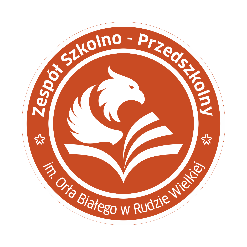 Zespół Szkolno - Przedszkolny
im. Orła Białego w Rudzie Wielkiej